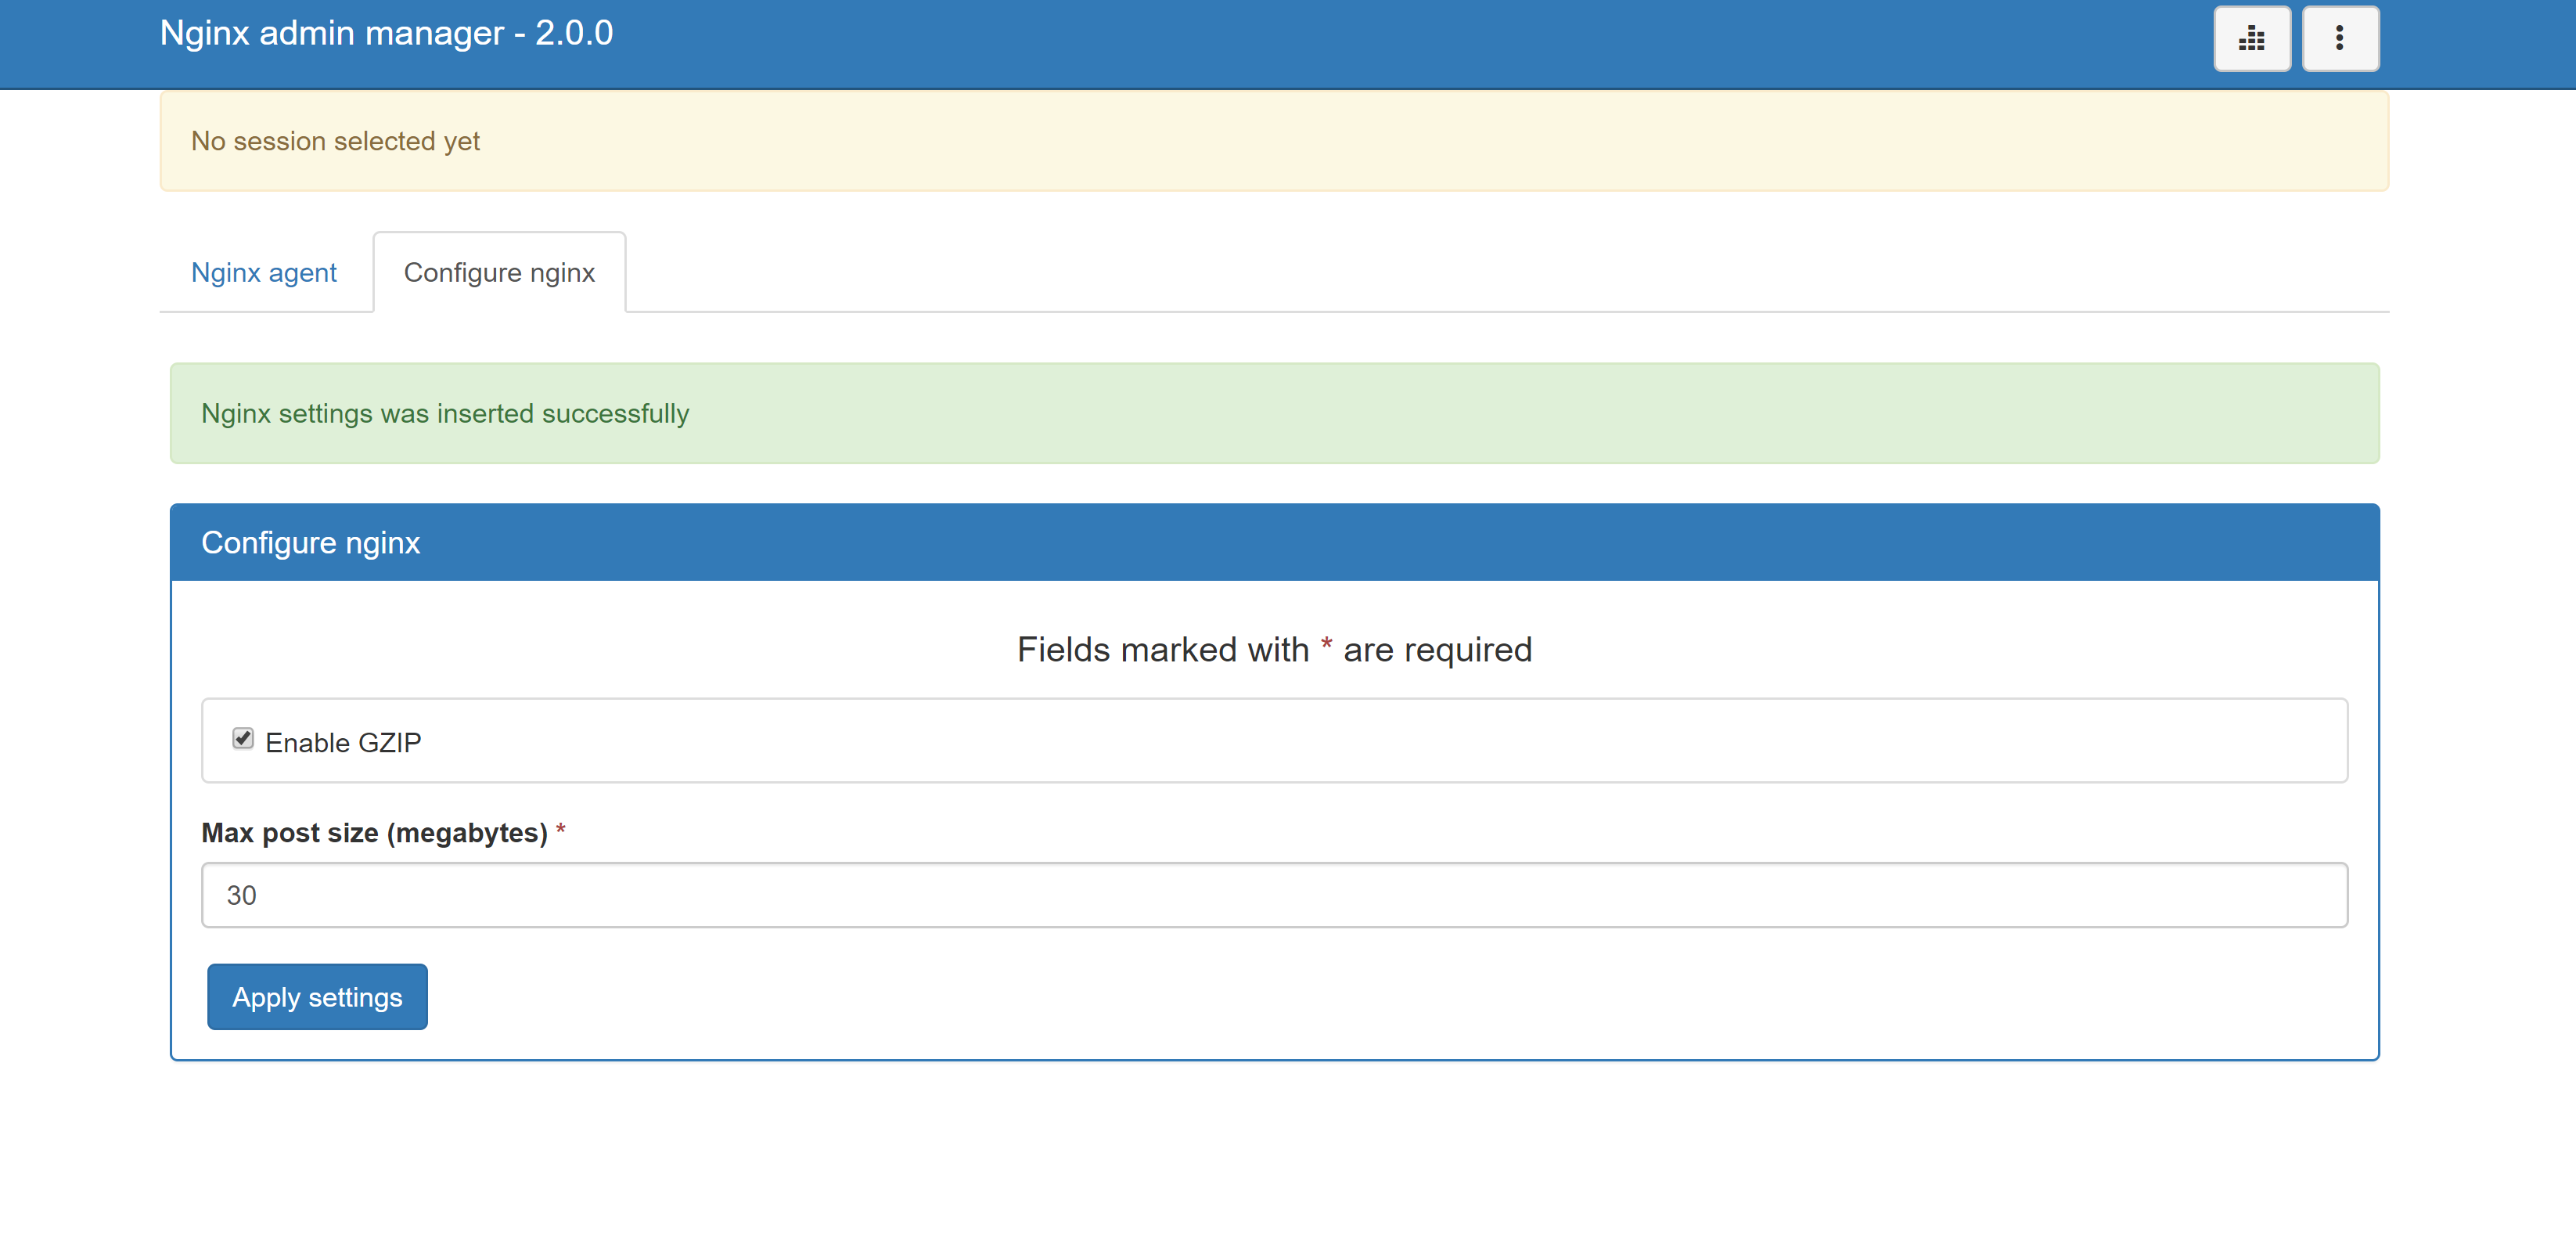 Nginx admin manager - 2.0.0
No session selected yet
Nginx agent
Configure nginx
Nginx settings was inserted successfully
Configure nginx
Fields marked with * are required
Enable GZIP
Max post size (megabytes) *
30
Apply settings